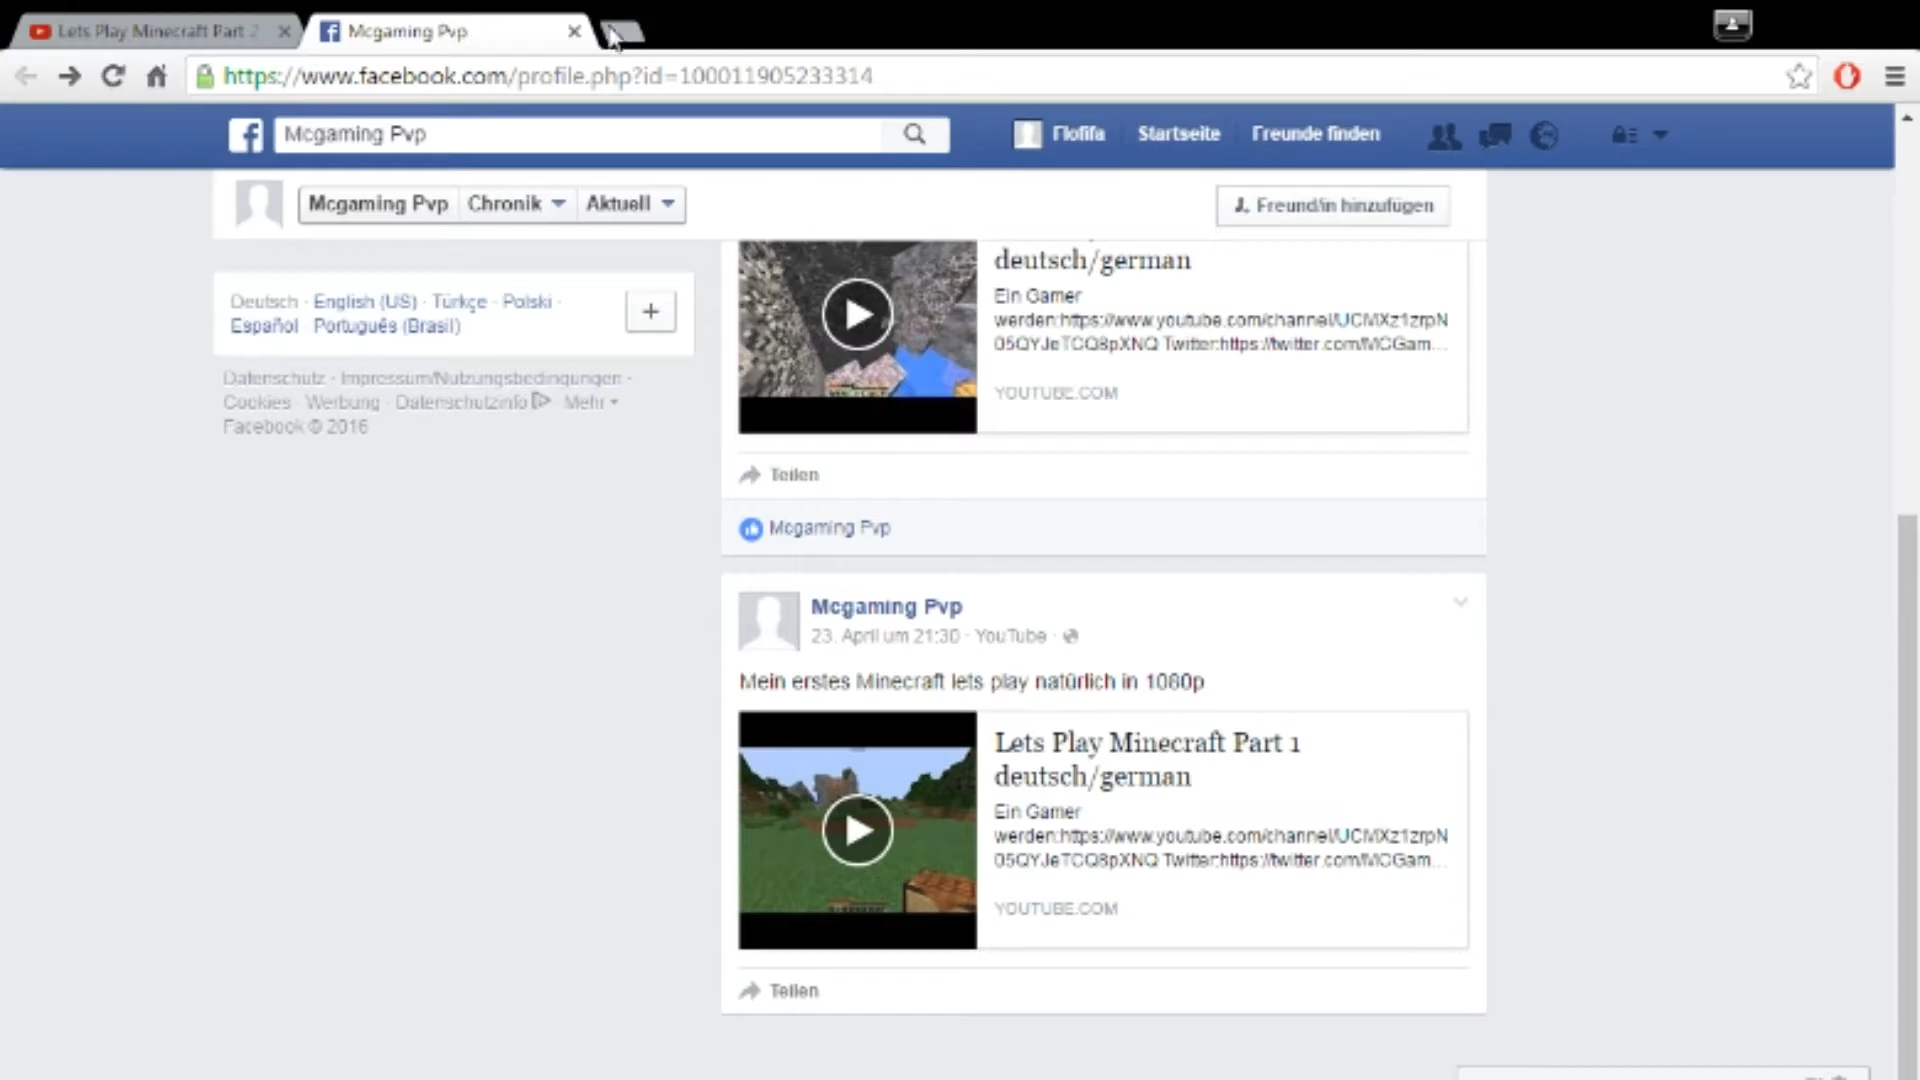 Lets Play Minecraft Part 2
Mcgaming Pvp
https://www.facebook.com/profile.php?id=100011905233314
Mcgaming Pvp
Flofifa
Startseite
Freunde finden
Mcgaming Pvp
Chronik
Aktuell
Freund/in hinzufügen
deutsch/german
Ein Gamer
werden:https://www.youtube.com/channel/UCMXz1zrpN
05QYJeTCQ8pXNQ Twitter:https://twitter.com/MCGam...
YOUTUBE.COM
Deutsch · English (US) · Türkçe · Polski ·
Español · Português (Brasil)
Datenschutz · Impressum/Nutzungsbedingungen ·
Cookies · Werbung · Datenschutzinfo · Mehr
Facebook © 2016
Teilen
Mcgaming Pvp
Mcgaming Pvp
23. April um 21:30 · YouTube ·
Mein erstes Minecraft lets play natürlich in 1080p
Lets Play Minecraft Part 1
deutsch/german
Ein Gamer
werden:https://www.youtube.com/channel/UCMXz1zrpN
05QYJeTCQ8pXNQ Twitter:https://twitter.com/MCGam...
YOUTUBE.COM
Teilen